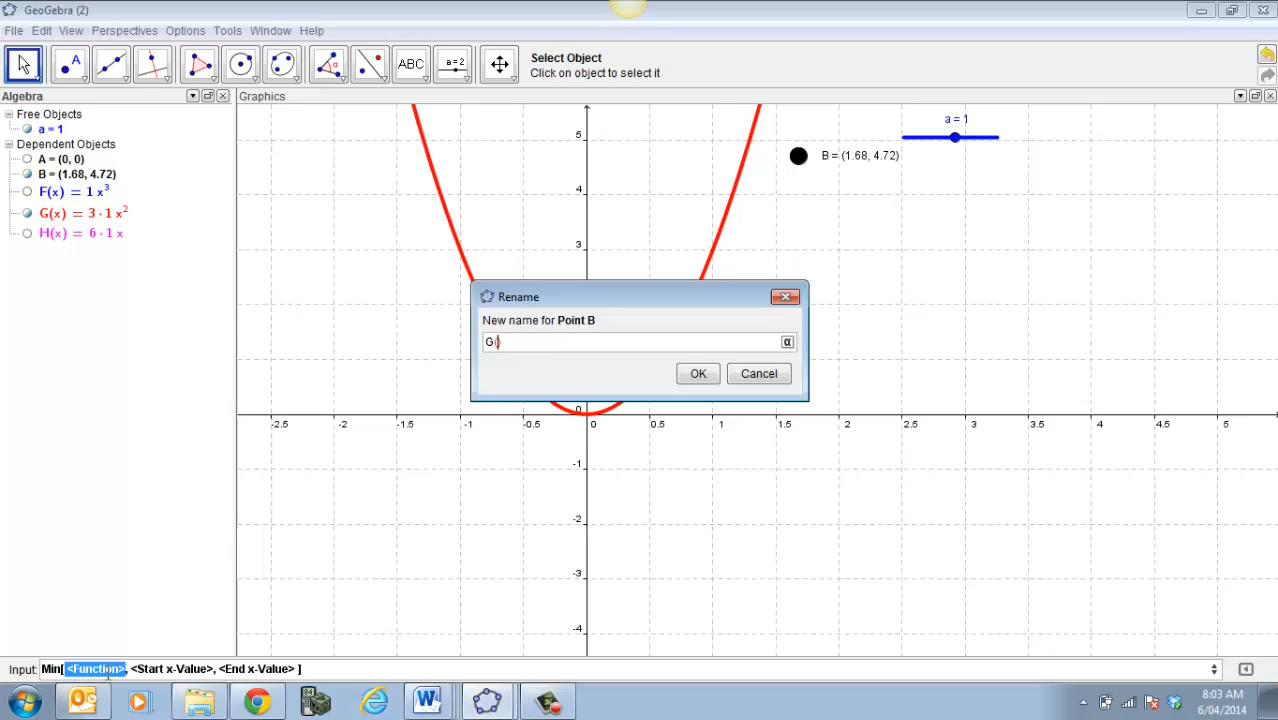 GeoGebra (2)
File Edit View Perspectives Options Tools Window Help
A ABC a=2
Select Object
Click on object to select it
Algebra
Graphics
Free Objects
a = 1
Dependent Objects
A = (0, 0)
B = (1.68, 4.72)
F(x) = 1 x³
G(x) = 3 · 1 x²
H(x) = 6 · 1 x
a = 1
B = (1.68, 4.72)
5
4
3
Rename
New name for Point B
G()
α
OK Cancel
0
-2.5 -2 -1.5 -1 -0.5 0 0.5 1 1.5 2 2.5 3 3.5 4 4.5 5
-1
-2
-3
-4
Input: Min[ <Function>, <Start x-Value>, <End x-Value> ]
8:03 AM
6/04/2014